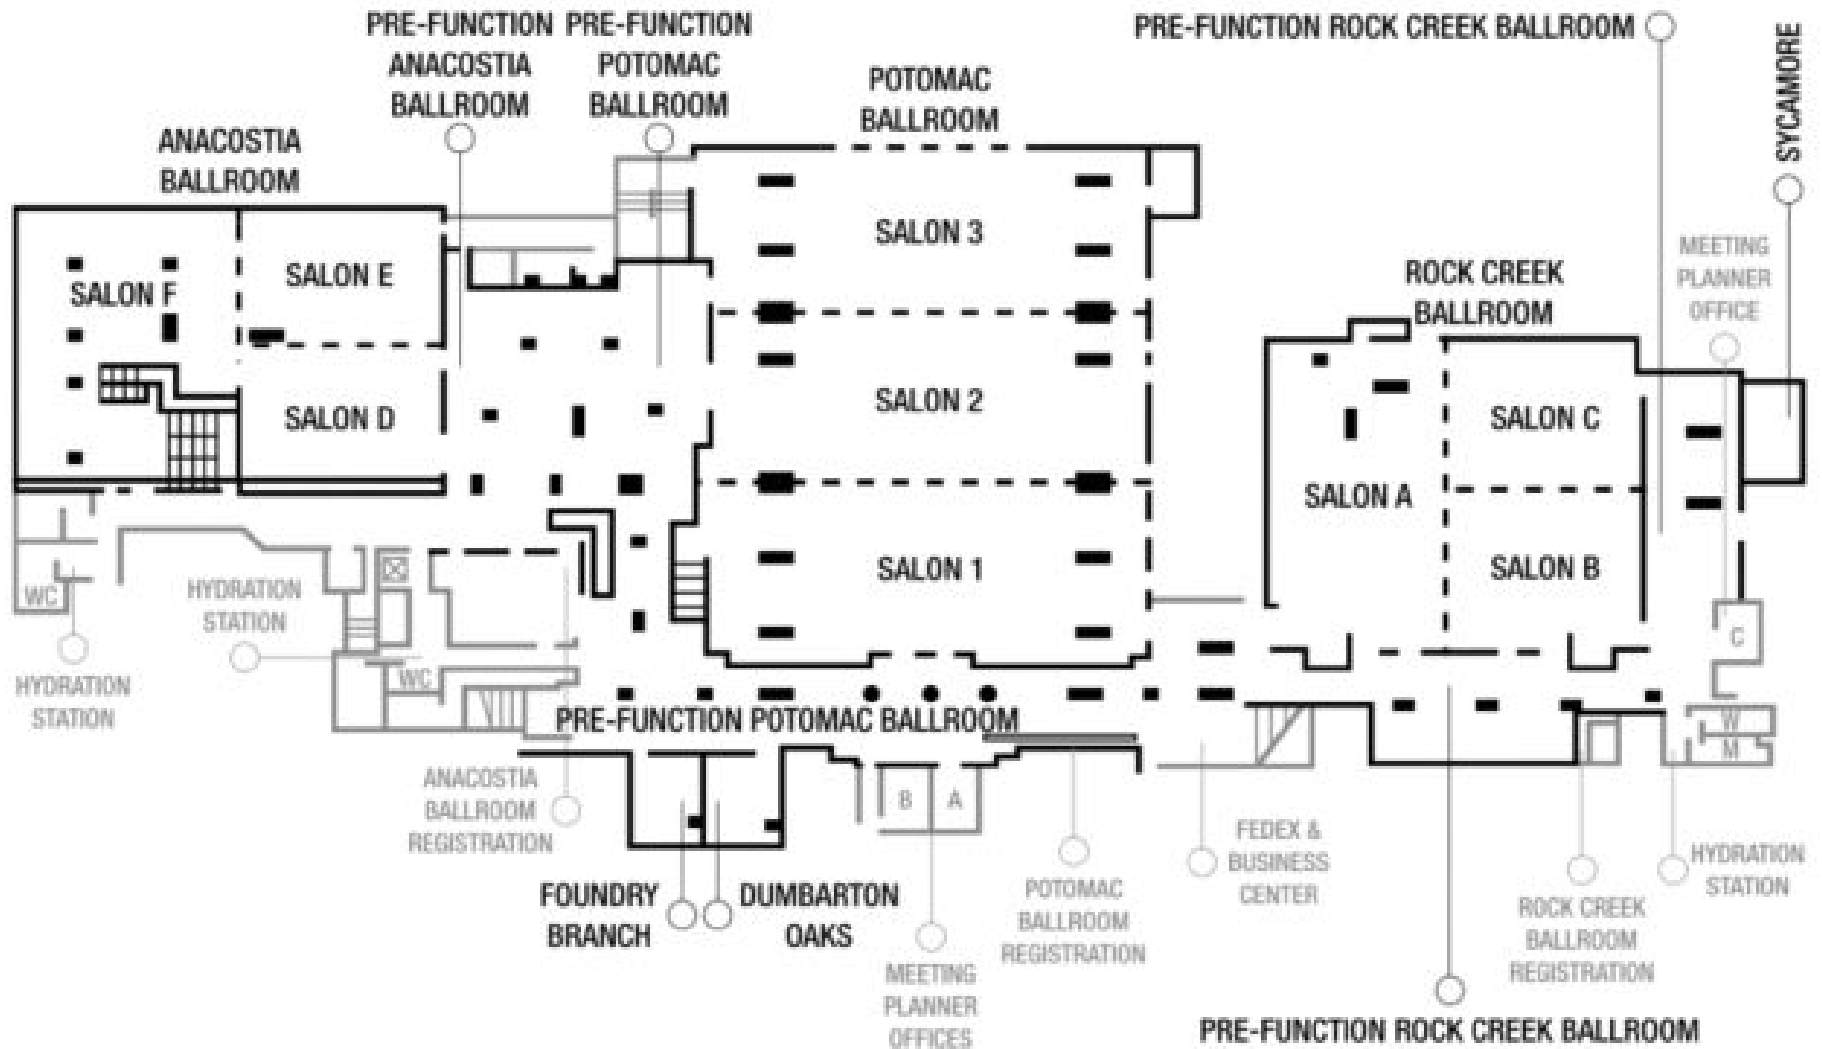 PRE-FUNCTION
ANACOSTIA
BALLROOM
PRE-FUNCTION
POTOMAC
BALLROOM
POTOMAC
BALLROOM
PRE-FUNCTION ROCK CREEK BALLROOM
SYCAMORE
ANACOSTIA
BALLROOM
SALON F
SALON E
SALON D
SALON 3
SALON 2
SALON 1
ROCK CREEK
BALLROOM
MEETING
PLANNER
OFFICE
SALON A
SALON C
SALON B
WC
HYDRATION
STATION
HYDRATION
STATION
WC
C
W
M
PRE-FUNCTION POTOMAC BALLROOM
B
A
ANACOSTIA
BALLROOM
REGISTRATION
FOUNDRY
BRANCH
DUMBARTON
OAKS
MEETING
PLANNER
OFFICES
POTOMAC
BALLROOM
REGISTRATION
FEDEX &
BUSINESS
CENTER
ROCK CREEK
BALLROOM
REGISTRATION
HYDRATION
STATION
PRE-FUNCTION ROCK CREEK BALLROOM